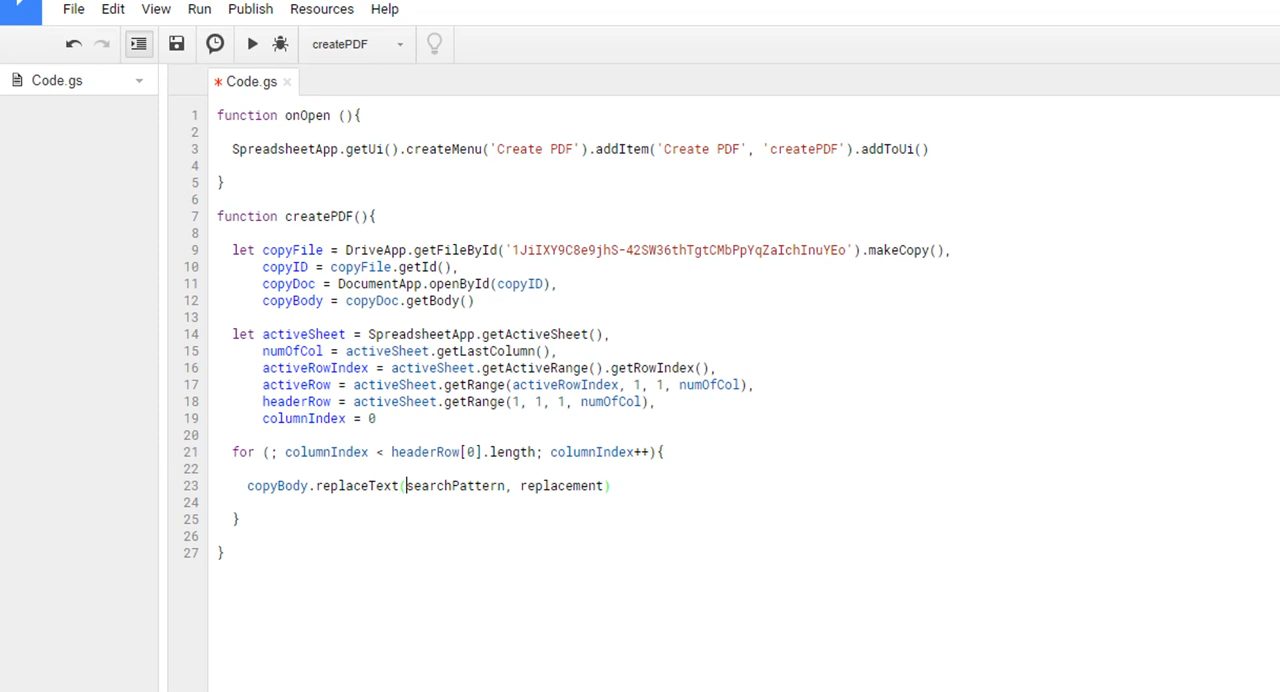 File Edit View Run Publish Resources Help
createPDF
Code.gs
* Code.gs ×
1 function onOpen (){
2
3 SpreadsheetApp.getUi().createMenu('Create PDF').addItem('Create PDF', 'createPDF').addToUi()
4
5 }
6
7 function createPDF(){
8
9 let copyFile = DriveApp.getFileById('1JiIXY9C8e9jhS-42SW36thTgtCMbPpYqZaIchInuYEo').makeCopy(),
10 copyID = copyFile.getId(),
11 copyDoc = DocumentApp.openById(copyID),
12 copyBody = copyDoc.getBody()
13
14 let activeSheet = SpreadsheetApp.getActiveSheet(),
15 numOfCol = activeSheet.getLastColumn(),
16 activeRowIndex = activeSheet.getActiveRange().getRowIndex(),
17 activeRow = activeSheet.getRange(activeRowIndex, 1, 1, numOfCol),
18 headerRow = activeSheet.getRange(1, 1, 1, numOfCol),
19 columnIndex = 0
20
21 for (; columnIndex < headerRow[0].length; columnIndex++){
22
23 copyBody.replaceText(searchPattern, replacement)
24
25 }
26
27 }